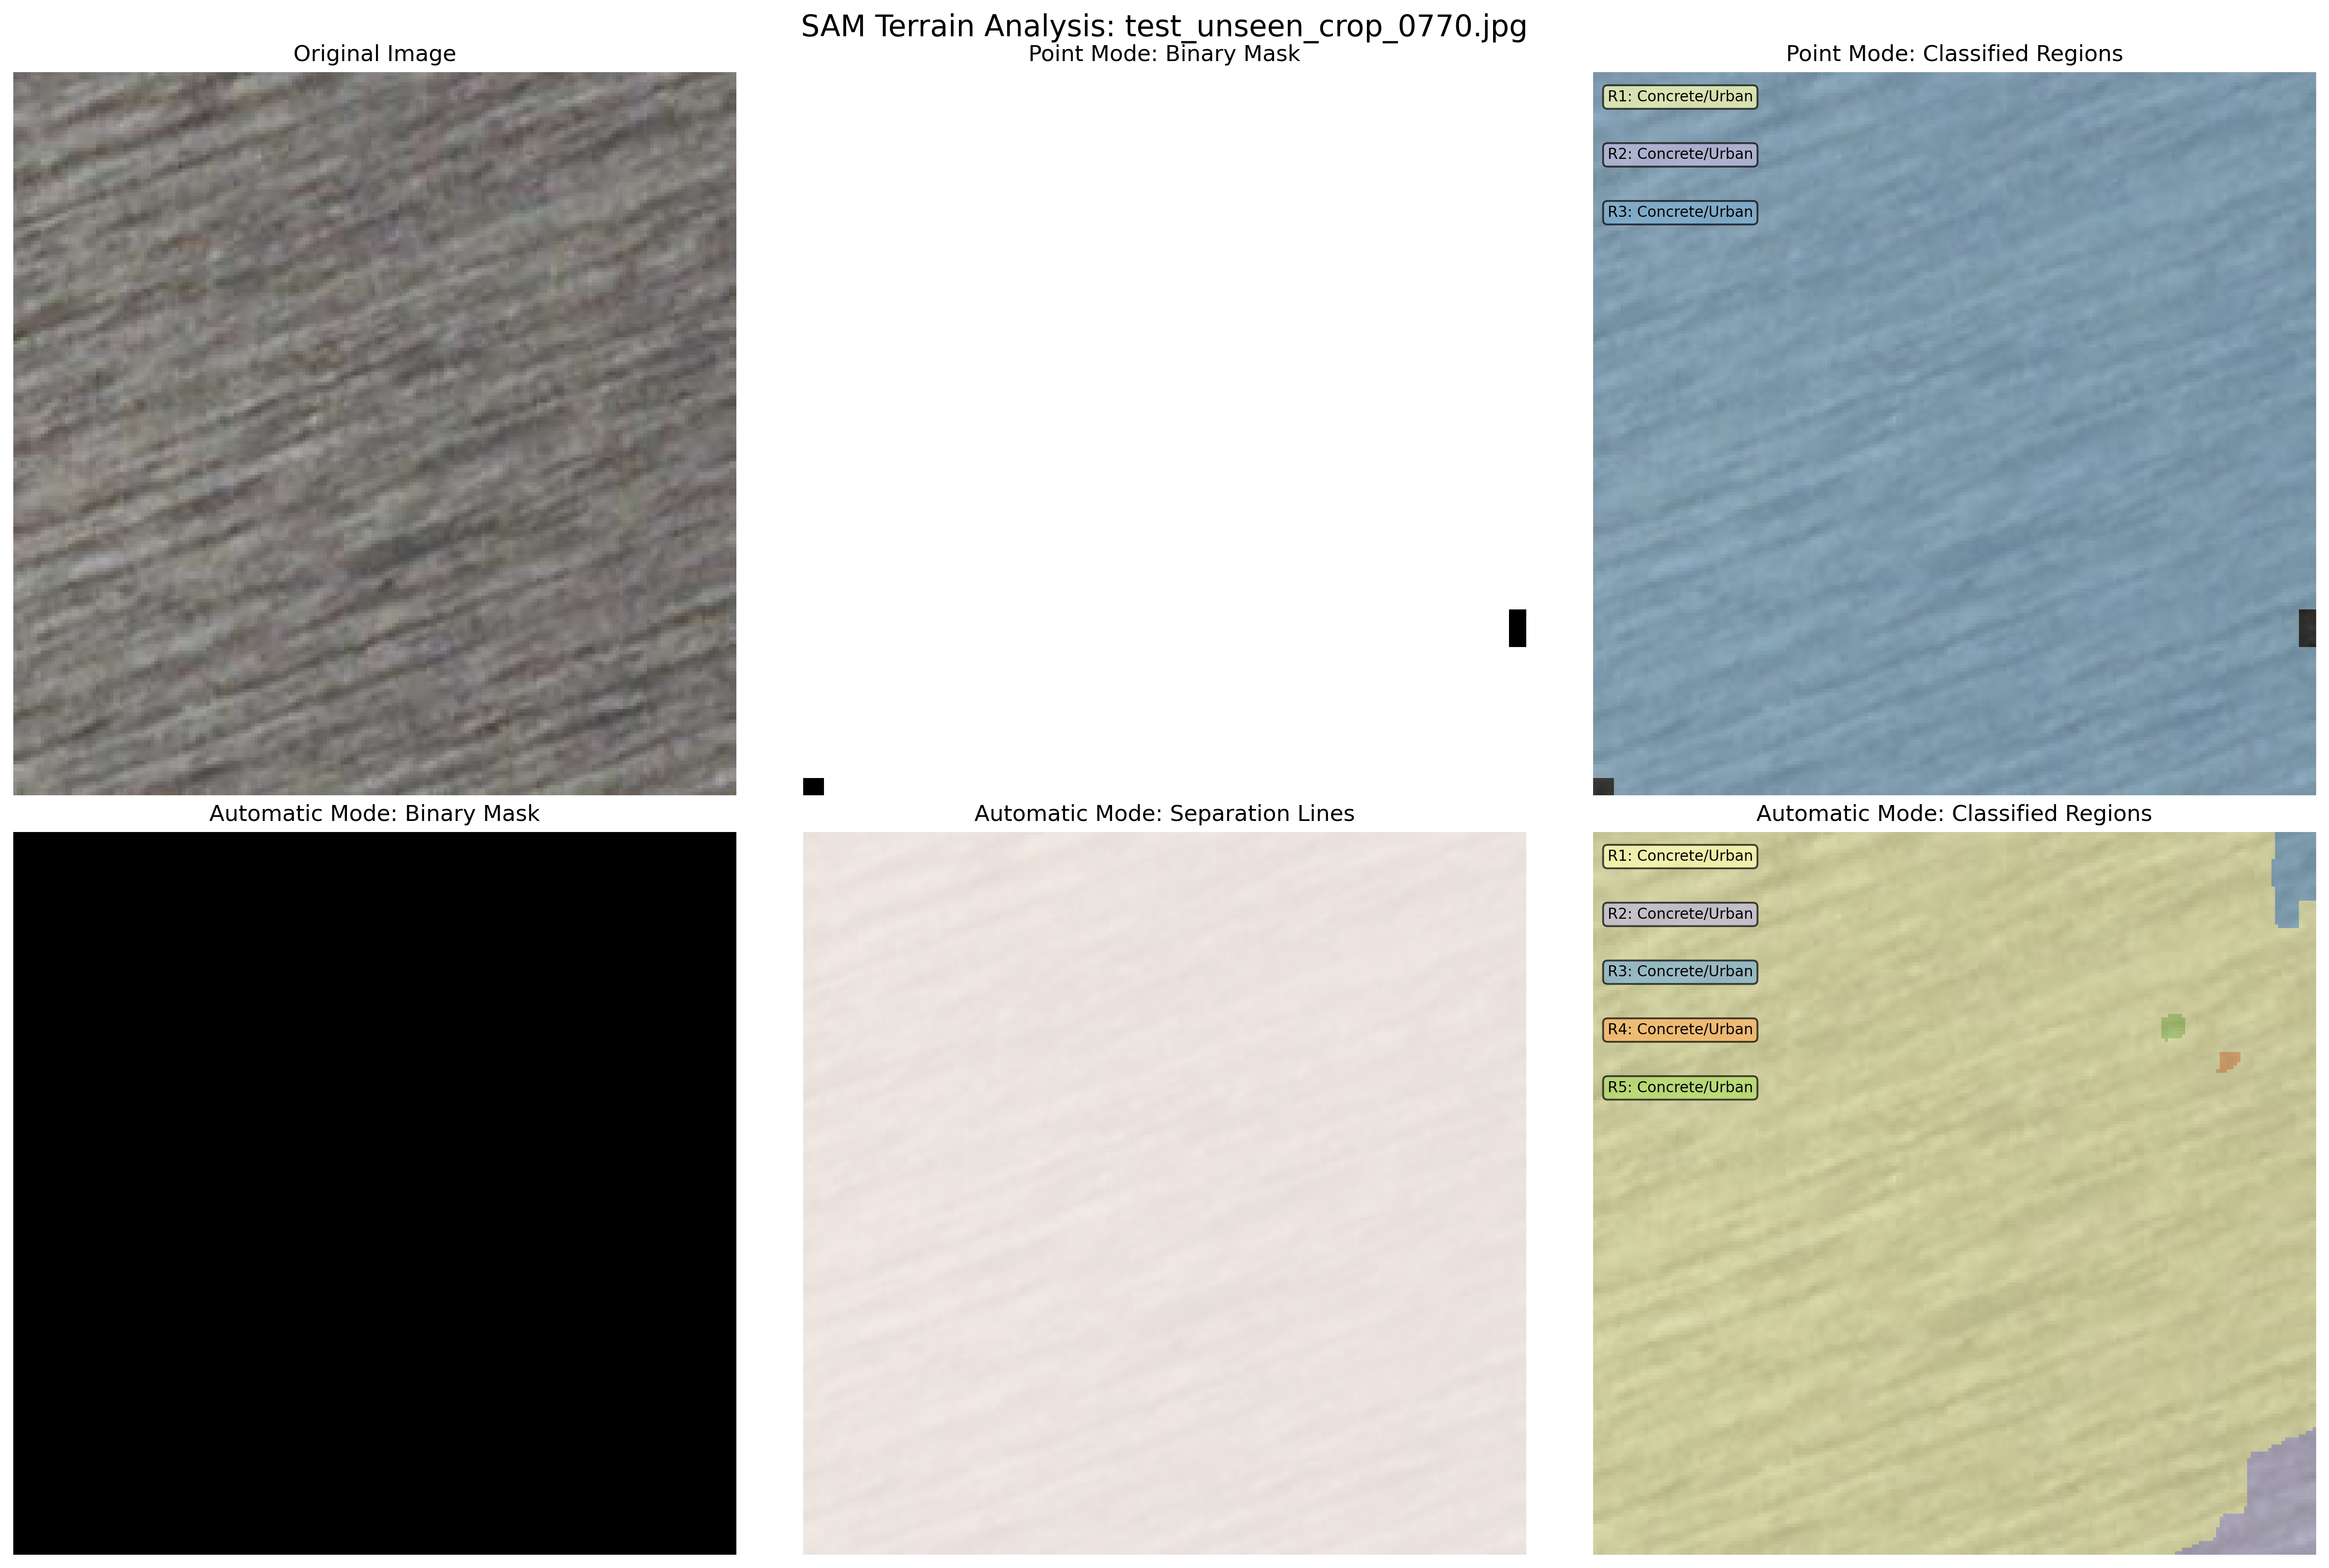 SAM Terrain Analysis: test_unseen_crop_0770.jpg
Original Image
Point Mode: Binary Mask
Point Mode: Classified Regions
R1: Concrete/Urban
R2: Concrete/Urban
R3: Concrete/Urban
Automatic Mode: Binary Mask
Automatic Mode: Separation Lines
Automatic Mode: Classified Regions
R1: Concrete/Urban
R2: Concrete/Urban
R3: Concrete/Urban
R4: Concrete/Urban
R5: Concrete/Urban